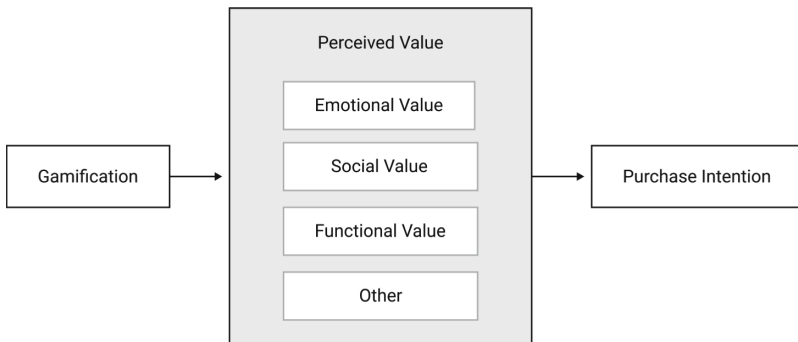 Perceived Value
Emotional Value
Social Value
Gamification
Purchase Intention
Functional Value
Other